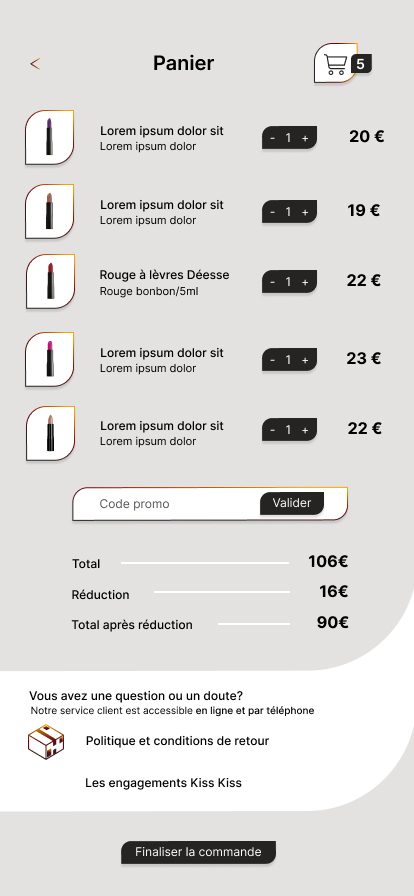 <
Panier
5
Lorem ipsum dolor sit
Lorem ipsum dolor
- 1 +
20 €
Lorem ipsum dolor sit
Lorem ipsum dolor
- 1 +
19 €
Rouge à lèvres Déesse
Rouge bonbon/5ml
- 1 +
22 €
Lorem ipsum dolor sit
Lorem ipsum dolor
- 1 +
23 €
Lorem ipsum dolor sit
Lorem ipsum dolor
- 1 +
22 €
Code promo
Valider
Total 106€
Réduction 16€
Total après réduction 90€
Vous avez une question ou un doute?
Notre service client est accessible en ligne et par téléphone
Politique et conditions de retour
Les engagements Kiss Kiss
Finaliser la commande